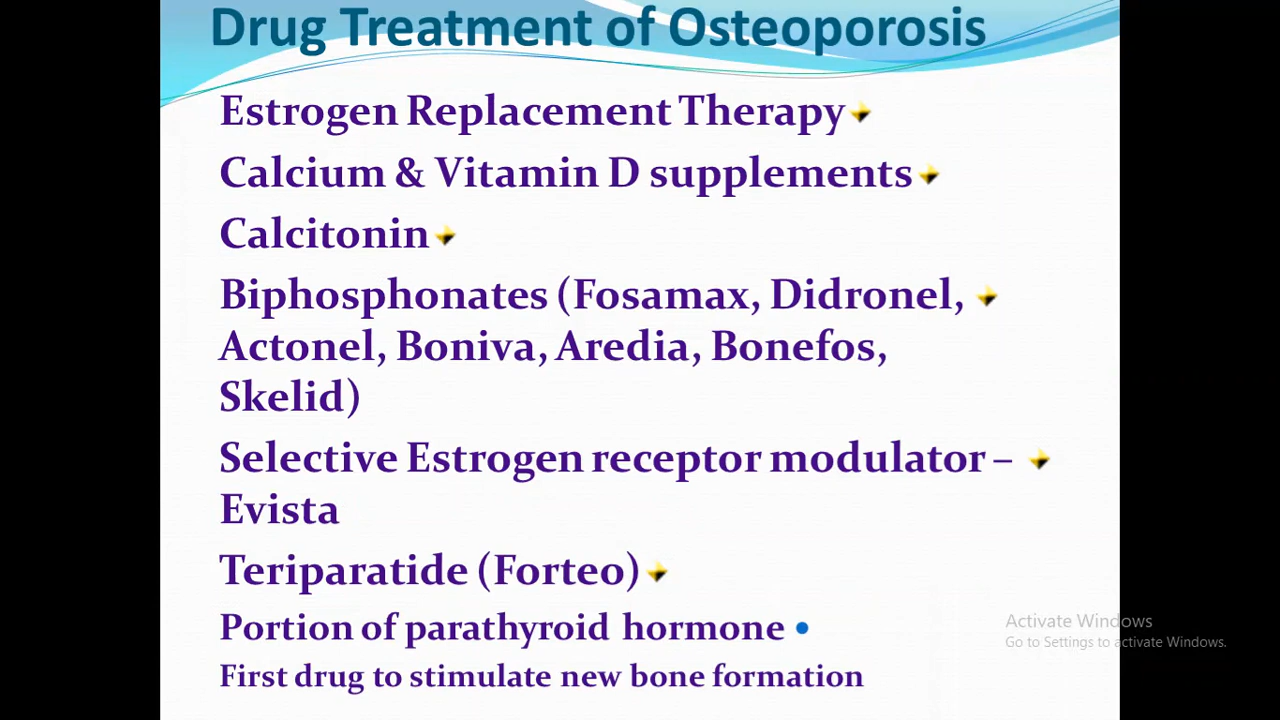 Drug Treatment of Osteoporosis
Estrogen Replacement Therapy
Calcium & Vitamin D supplements
Calcitonin
Biphosphonates (Fosamax, Didronel,
Actonel, Boniva, Aredia, Bonefos,
Skelid)
Selective Estrogen receptor modulator –
Evista
Teriparatide (Forteo)
Portion of parathyroid hormone
First drug to stimulate new bone formation
Activate Windows
Go to Settings to activate Windows.